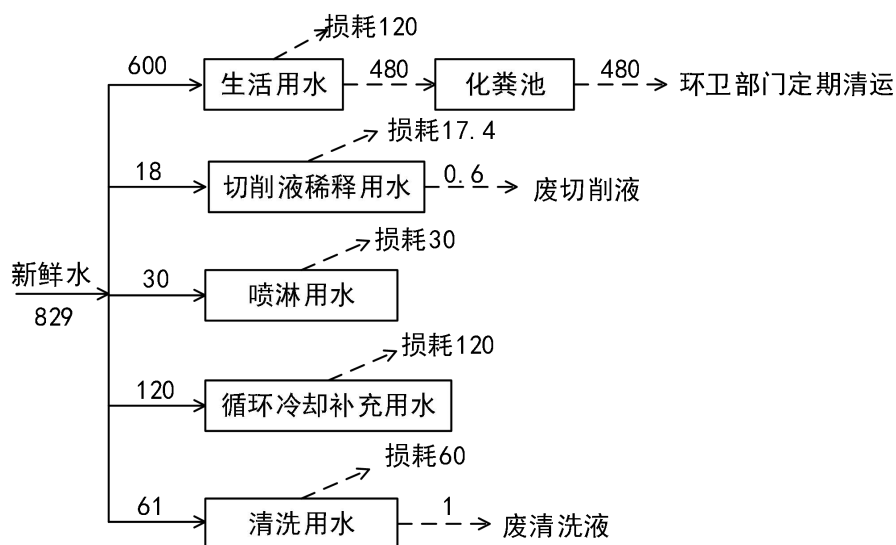 损耗120
600
生活用水
480
化粪池
480
环卫部门定期清运
损耗17.4
18
切削液稀释用水
0.6
废切削液
新鲜水
829
损耗30
30
喷淋用水
损耗120
120
循环冷却补充用水
损耗60
61
清洗用水
1
废清洗液